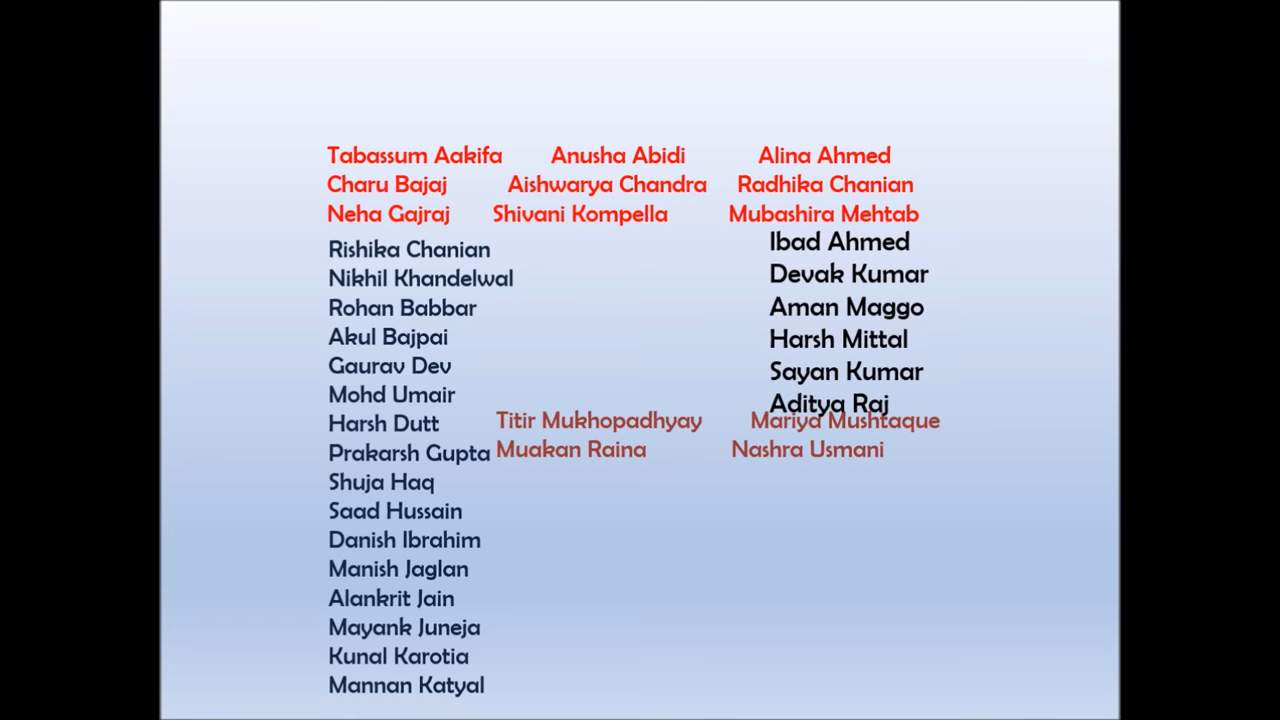 Tabassum Aakifa Anusha Abidi Alina Ahmed
Charu Bajaj Aishwarya Chandra Radhika Chanian
Neha Gajraj Shivani Kompella Mubashira Mehtab
Rishika Chanian
Nikhil Khandelwal
Rohan Babbar
Akul Bajpai
Gaurav Dev
Mohd Umair
Harsh Dutt
Prakarsh Gupta
Shuja Haq
Saad Hussain
Danish Ibrahim
Manish Jaglan
Alankrit Jain
Mayank Juneja
Kunal Karotia
Mannan Katyal
Ibad Ahmed
Devak Kumar
Aman Maggo
Harsh Mittal
Sayan Kumar
Aditya Raj
Titir Mukhopadhyay Mariya Mushtaque
Muakan Raina Nashra Usmani